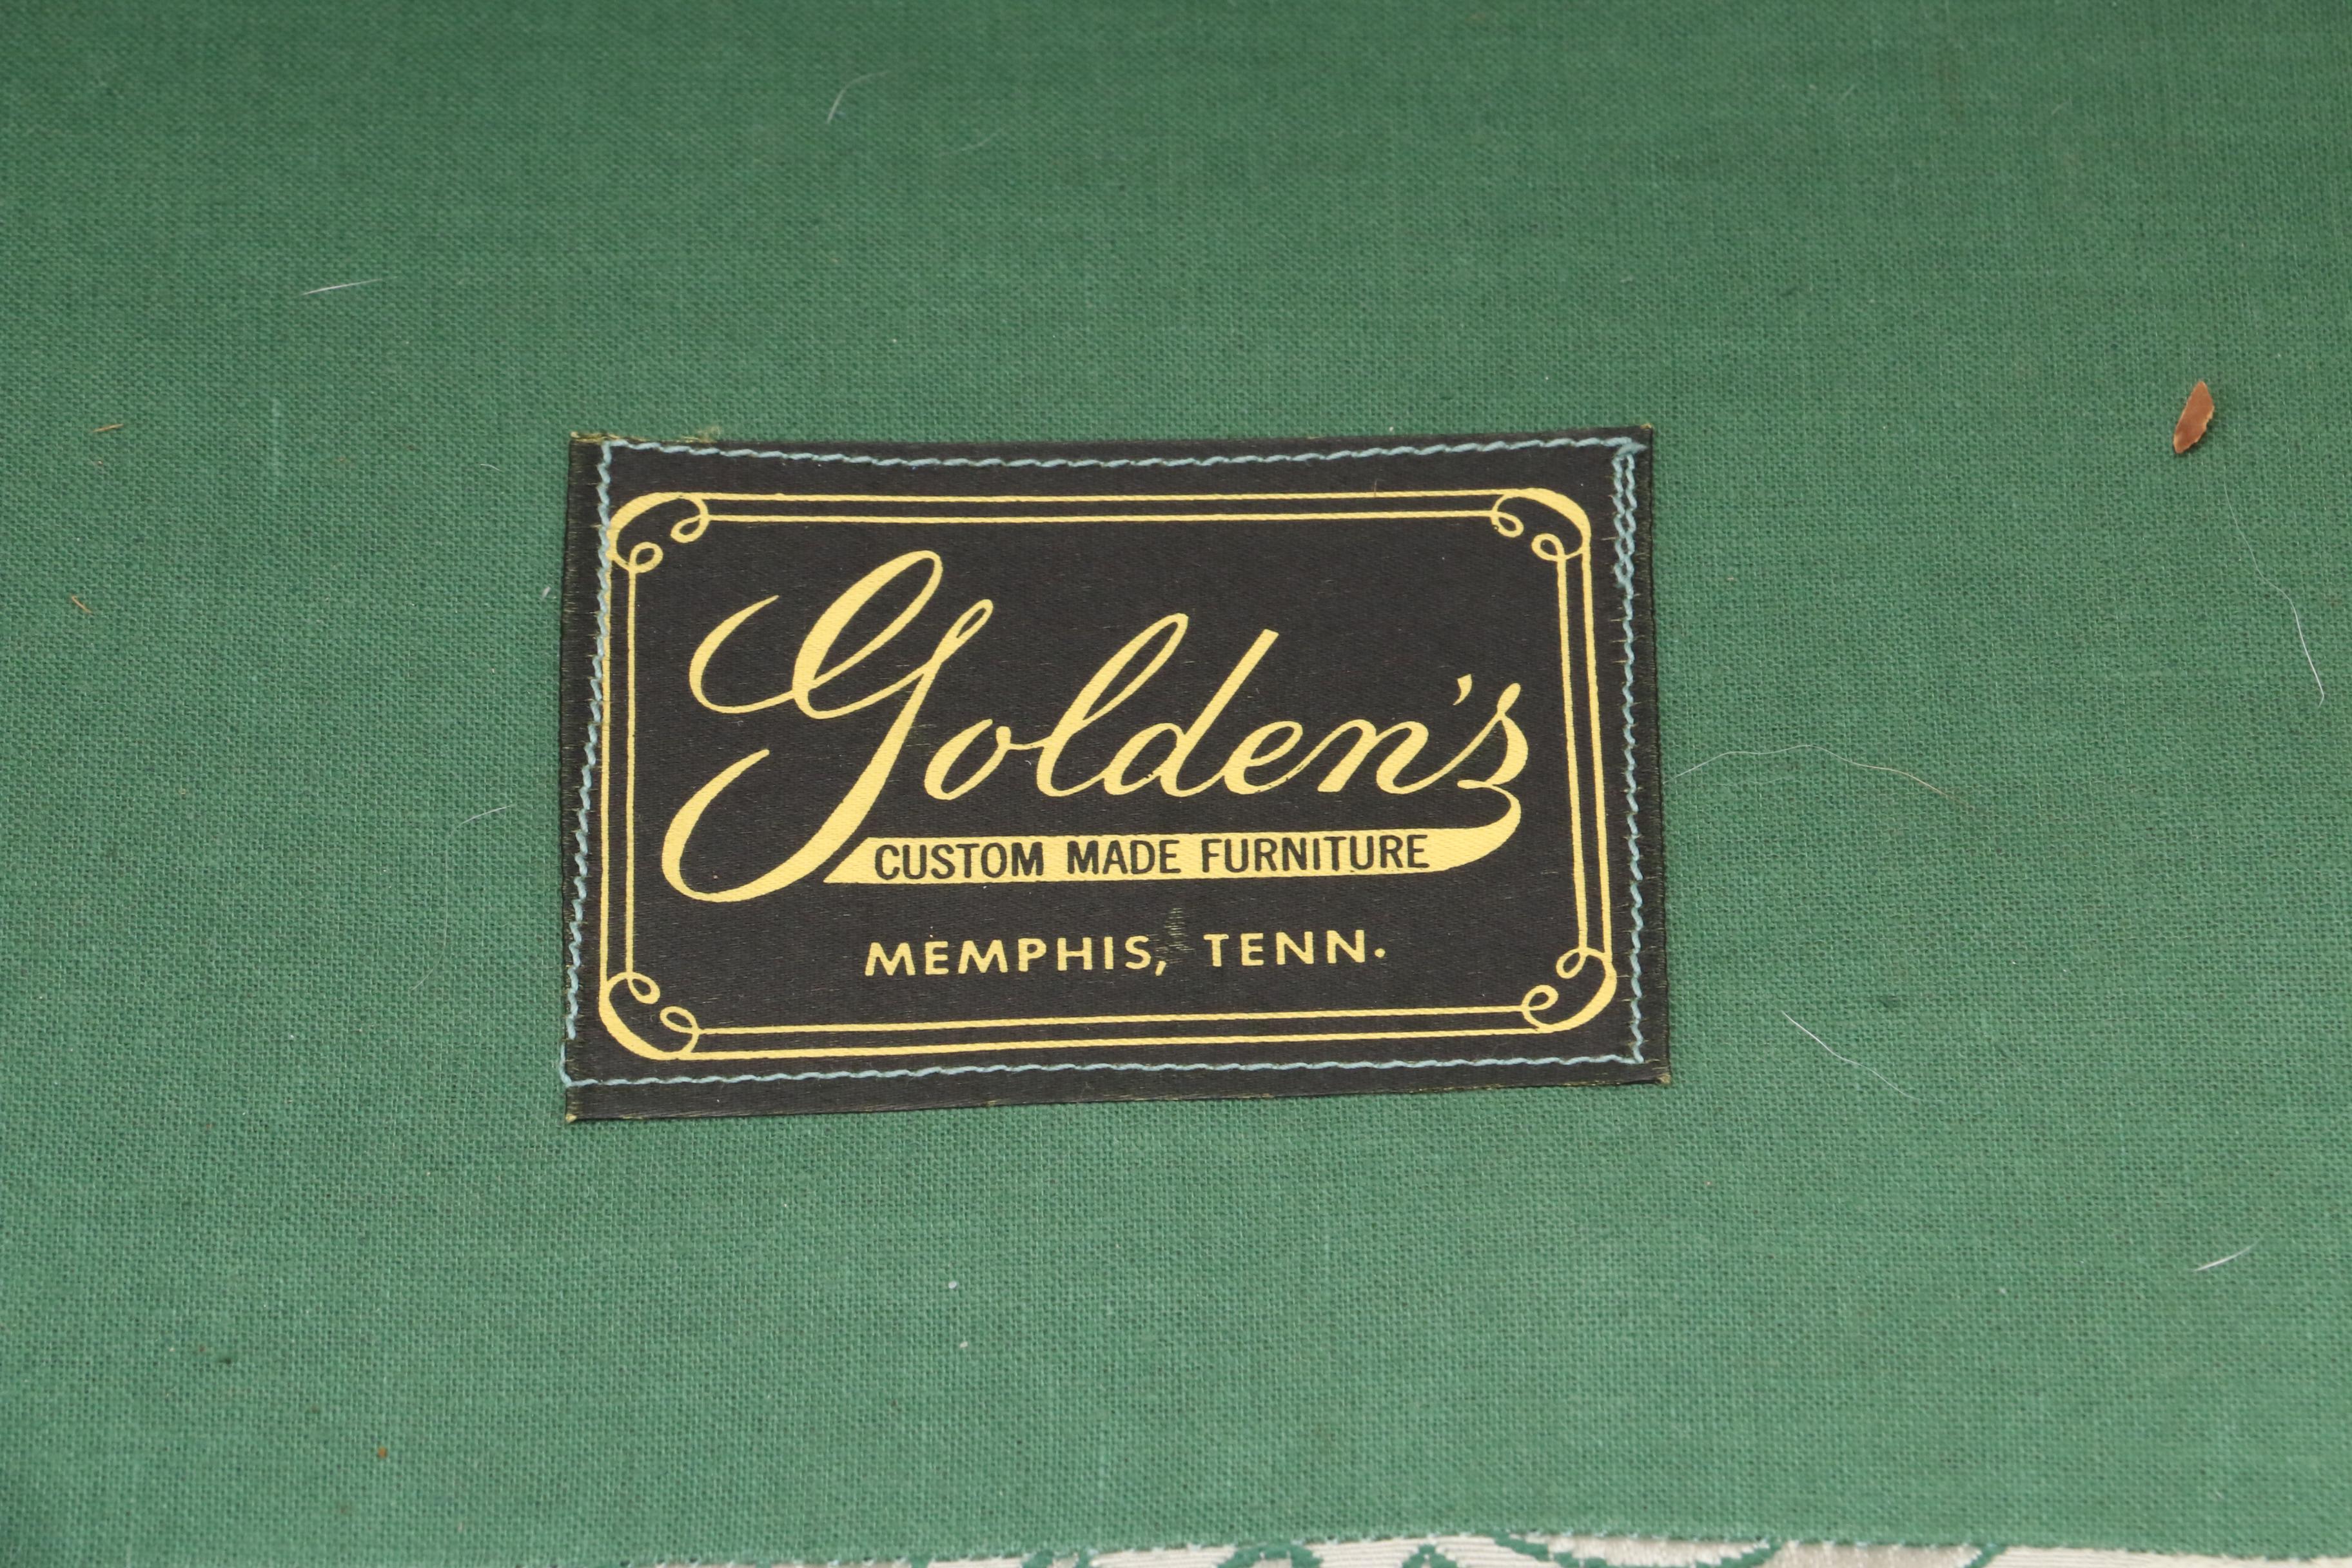 Golden's
CUSTOM MADE FURNITURE
MEMPHIS, TENN.